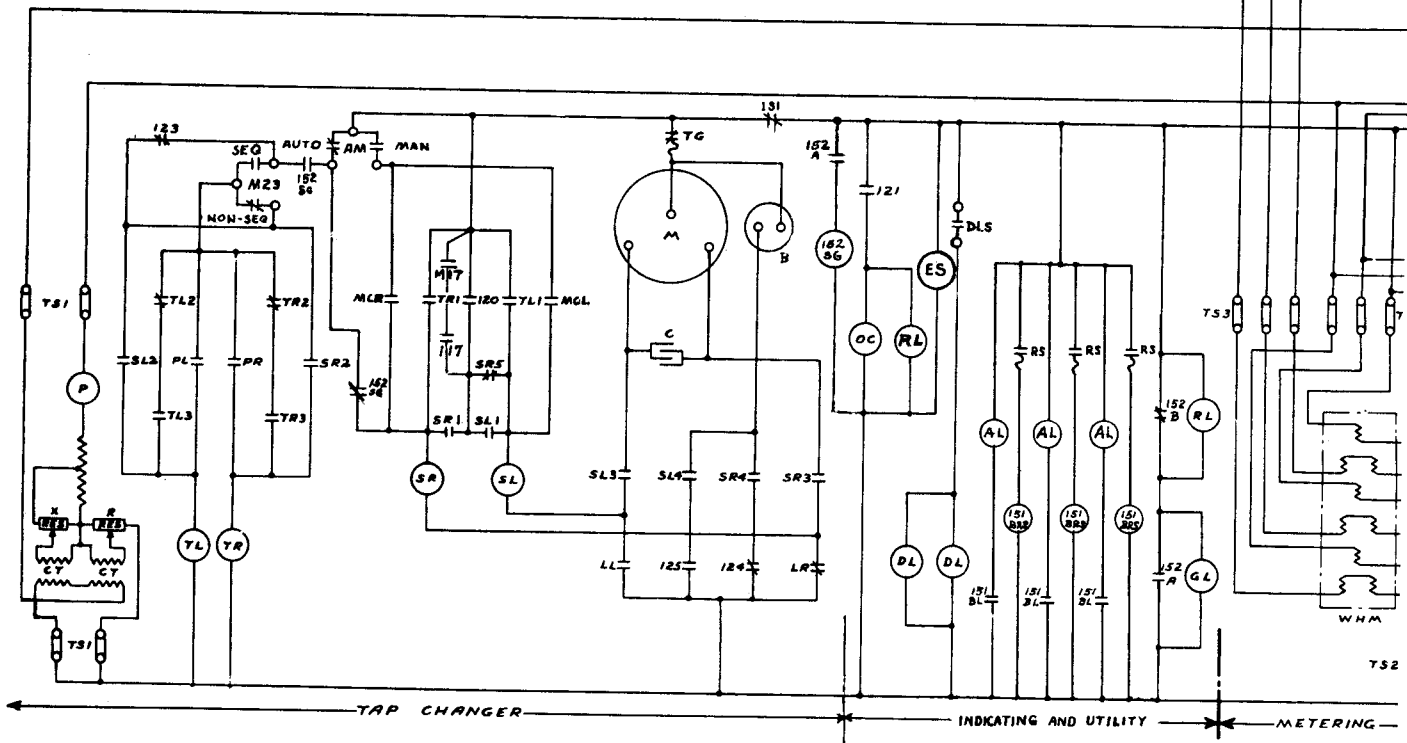 131
123
AUTO
AM
MAN
TG
SEQ
152
SG
152
A
M23
121
NON-SEQ
DLS
M
B
152
SG
ES
M17
TS1
TL2
TR2
MCR
TR1
120
TL1
MCL
TS3
C
OC
RL
117
SL2
PL
PR
SR2
SR5
RS
RS
RS
P
152
SG
TL3
TR3
SR1
SL1
AL
AL
AL
152
B
RL
SR
SL
SL3
SL4
SR4
SR3
X
RES
R
RES
151
BRS
151
BRS
151
BRS
TL
TR
CT
CT
LL
125
124
LR
DL
DL
152
A
GL
151
BL
151
BL
151
BL
WHM
TS1
TS2
TAP CHANGER
INDICATING AND UTILITY
METERING